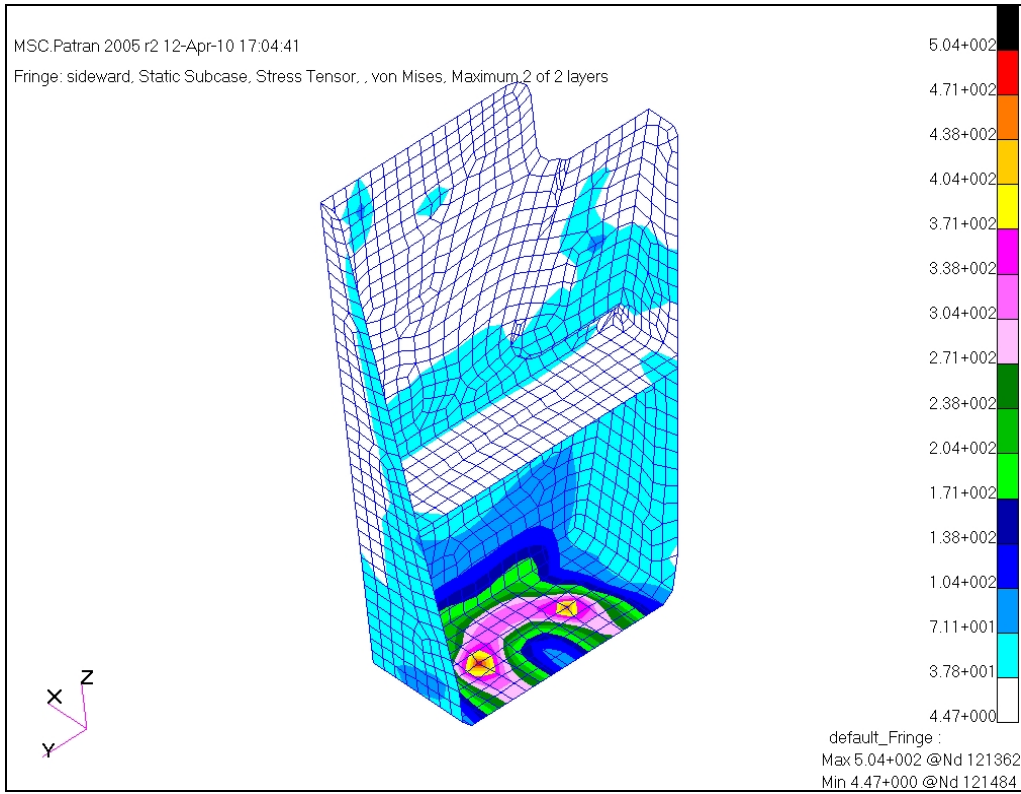 MSC.Patran 2005 r2 12-Apr-10 17:04:41
Fringe: sideward, Static Subcase, Stress Tensor, , von Mises, Maximum,2 of 2 layers
5.04+002
4.71+002
4.38+002
4.04+002
3.71+002
3.38+002
3.04+002
2.71+002
2.38+002
2.04+002
1.71+002
1.38+002
1.04+002
7.11+001
3.78+001
4.47+000
default_Fringe :
Max 5.04+002 @Nd 121362
Min 4.47+000 @Nd 121484
Z
X
Y